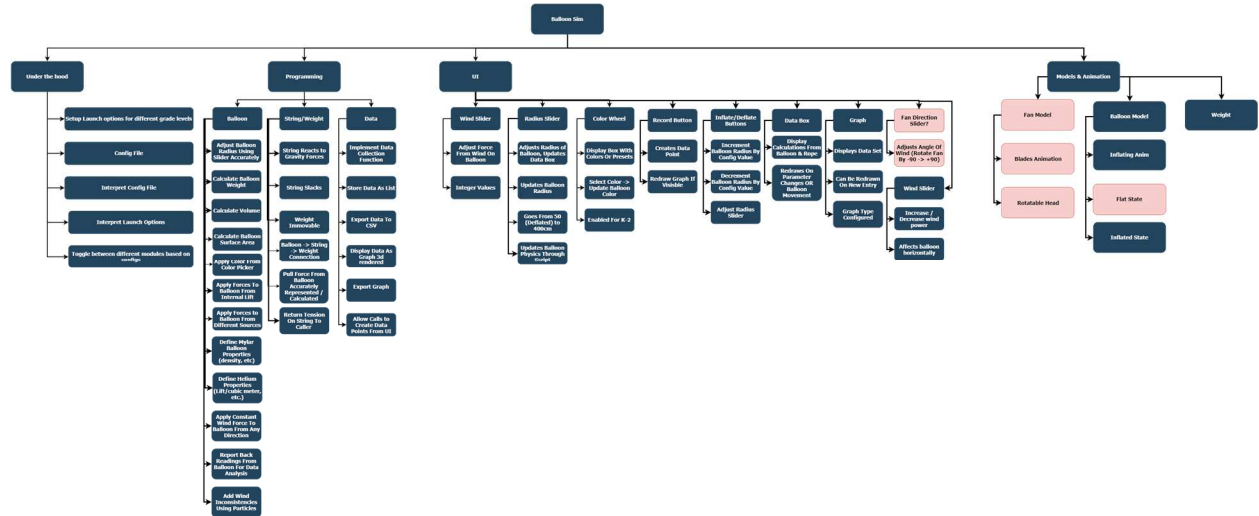 Balloon Sim
Under the hood
Setup Launch options for different grade levels
Config File
Interpret Config File
Interpret Launch Options
Toggle between different modules based on
Programming
Balloon
Adjust Balloon
Radius Using
Slider Accurately
Calculate Balloon
Weight
Calculate Volume
Calculate Balloon
Surface Area
Apply Color From
Color Picker
Apply Forces To
Balloon From
Internal Lift
Apply Forces to
Balloon From
Different Sources
Define Mylar
Balloon
Properties
(density, etc)
Define Helium
Properties
(Lift/cubic meter,
etc.)
Apply Constant
Wind Force To
Balloon From Any
Direction
Report Back
Readings From
Balloon For Data
Analysis
Add Wind
Inconsistencies
Using Particles
String/Weight
String Reacts to
Gravity Forces
String Slacks
Weight
Immovable
Balloon -> String
-> Weight
Connection
Pull Force From
Balloon
Accurately
Represented /
Calculated
Return Tension
On String To
Caller
Data
Implement Data
Collection
Function
Store Data As List
Export Data To
CSV
Display Data As
Graph 3d
rendered
Export Graph
Allow Calls to
Create Data
Points From UI
UI
Wind Slider
Adjust Force
From Wind On
Balloon
Integer Values
Radius Slider
Adjusts Radius of
Balloon, Updates
Data Box
Updates Balloon
Radius
Goes From 50
(Deflated) to
400cm
Updates Balloon
Physics Through
Script
Color Wheel
Display Box With
Colors Or Presets
Select Color ->
Update Balloon
Color
Enabled For K-2
Record Button
Creates Data
Point
Redraw Graph If
Visisble
Inflate/Deflate
Buttons
Increment
Balloon Radius By
Config Value
Decrement
Balloon Radius By
Config Value
Adjust Radius
Slider
Data Box
Display
Calculations From
Balloon & Rope
Redraws On
Parameter
Changes OR
Balloon
Movement
Graph
Displays Data Set
Can Be Redrawn
On New Entry
Graph Type
Configured
Fan Direction
Slider?
Adjusts Angle Of
Wind (Rotate Fan
By -90 -> +90)
Wind Slider
Increase /
Decrease wind
power
Affects balloon
horizontally
Models & Animation
Fan Model
Blades Animation
Rotatable Head
Balloon Model
Inflating Anim
Flat State
Inflated State
Weight